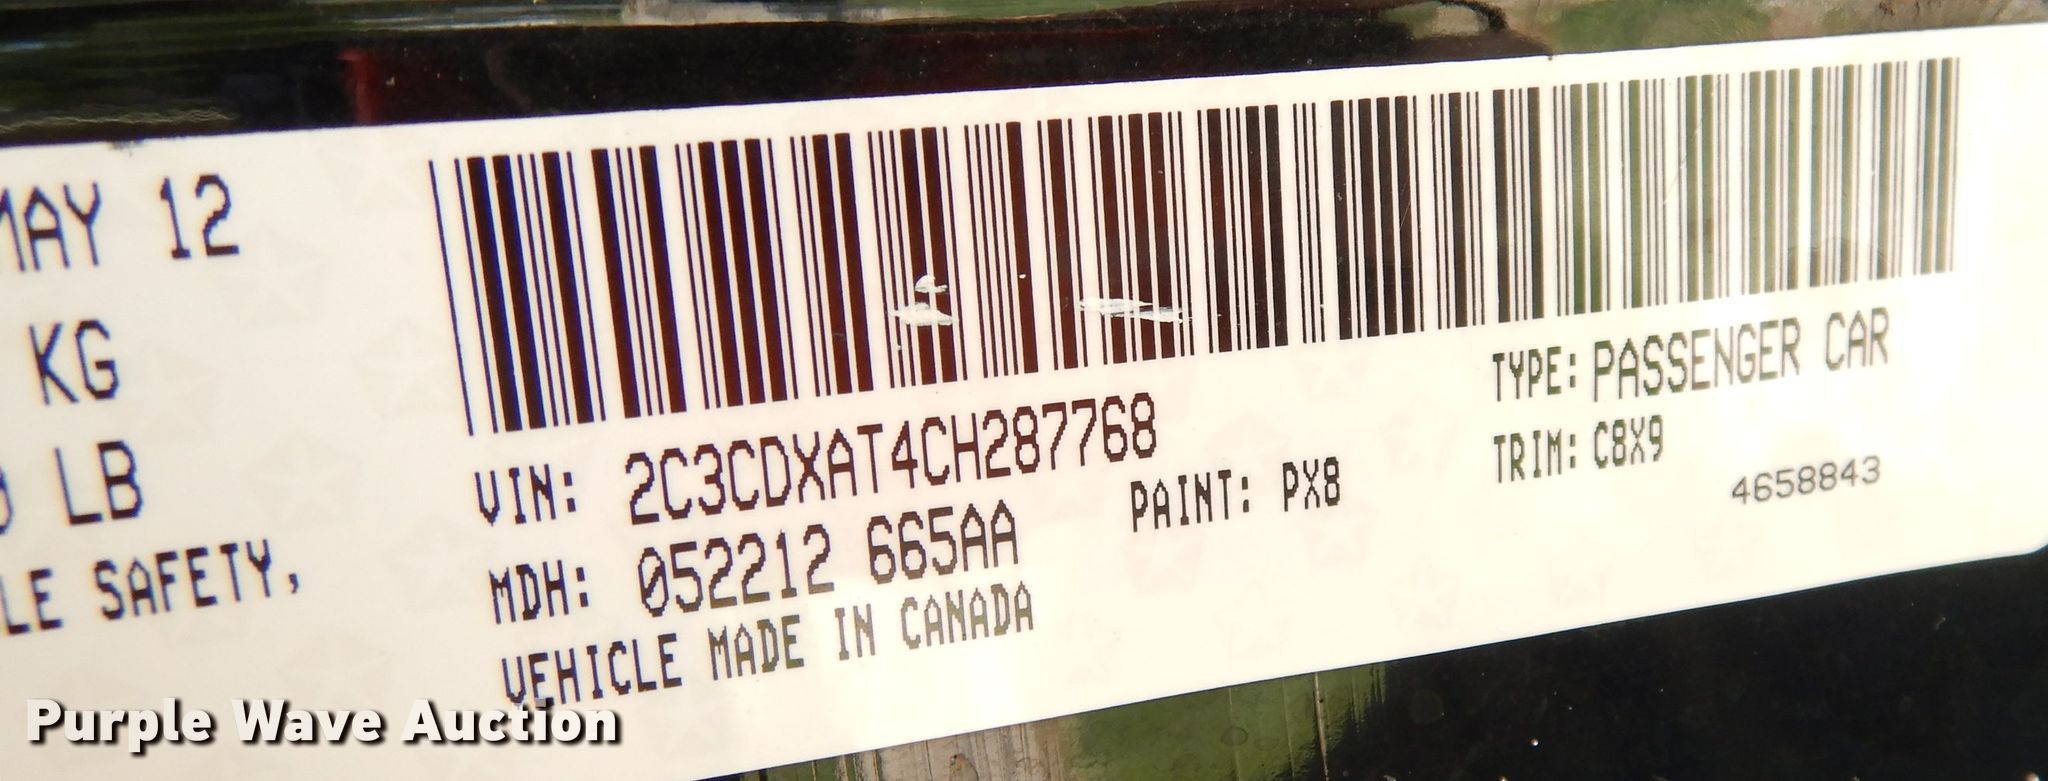 MAY 12
KG
LB
LE SAFETY,
VIN: 2C3CDXAT4CH287768
MDH: 052212 665AA
VEHICLE MADE IN CANADA
PAINT: PX8
TYPE: PASSENGER CAR
TRIM: C8X9
4658843
Purple Wave Auction